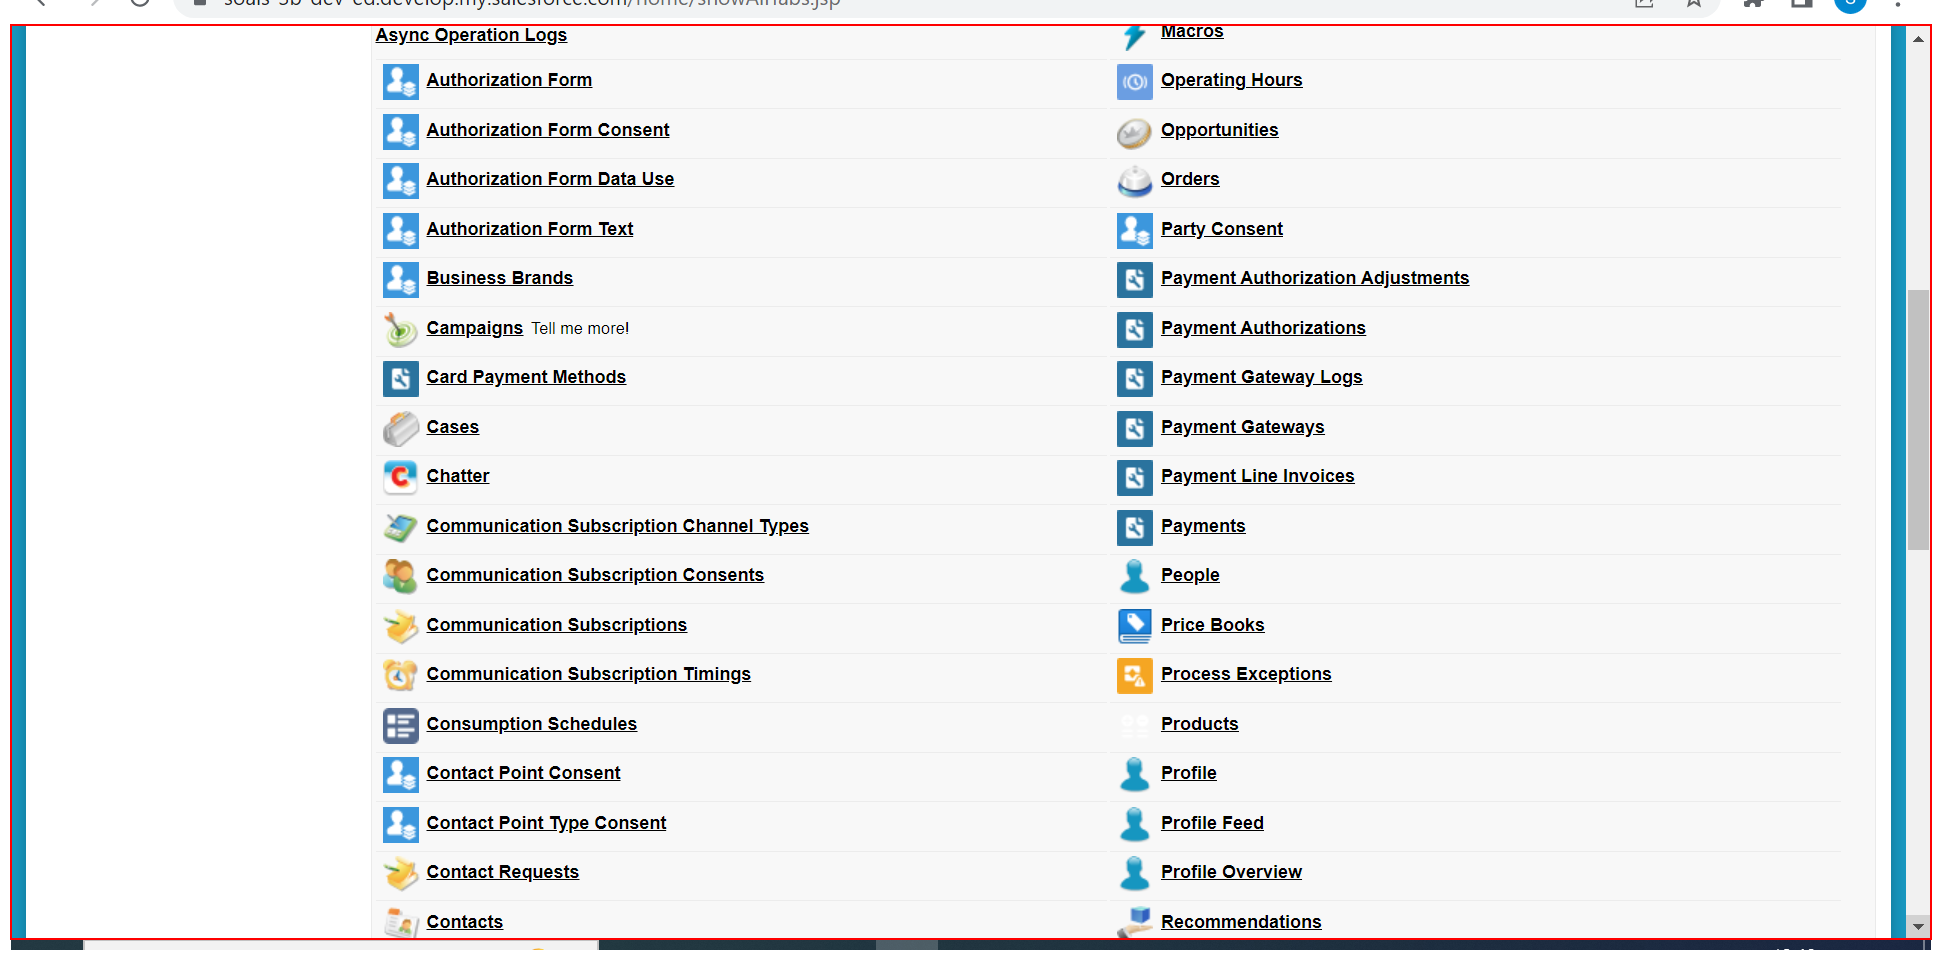 Async Operation Logs
Authorization Form
Authorization Form Consent
Authorization Form Data Use
Authorization Form Text
Business Brands
Campaigns Tell me more!
Card Payment Methods
Cases
Chatter
Communication Subscription Channel Types
Communication Subscription Consents
Communication Subscriptions
Communication Subscription Timings
Consumption Schedules
Contact Point Consent
Contact Point Type Consent
Contact Requests
Contacts
Macros
Operating Hours
Opportunities
Orders
Party Consent
Payment Authorization Adjustments
Payment Authorizations
Payment Gateway Logs
Payment Gateways
Payment Line Invoices
Payments
People
Price Books
Process Exceptions
Products
Profile
Profile Feed
Profile Overview
Recommendations